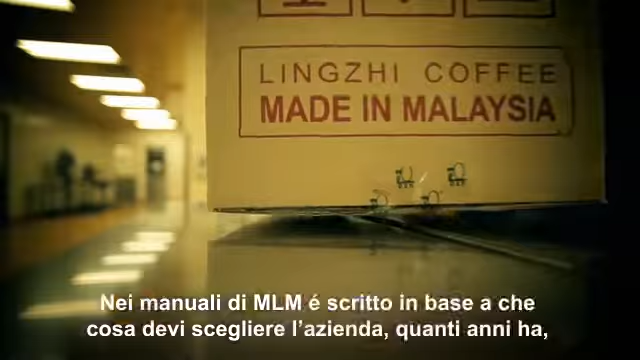 LINGZHI COFFEE
MADE IN MALAYSIA
Nei manuali di MLM é scritto in base a che
cosa devi scegliere l’azienda, quanti anni ha,